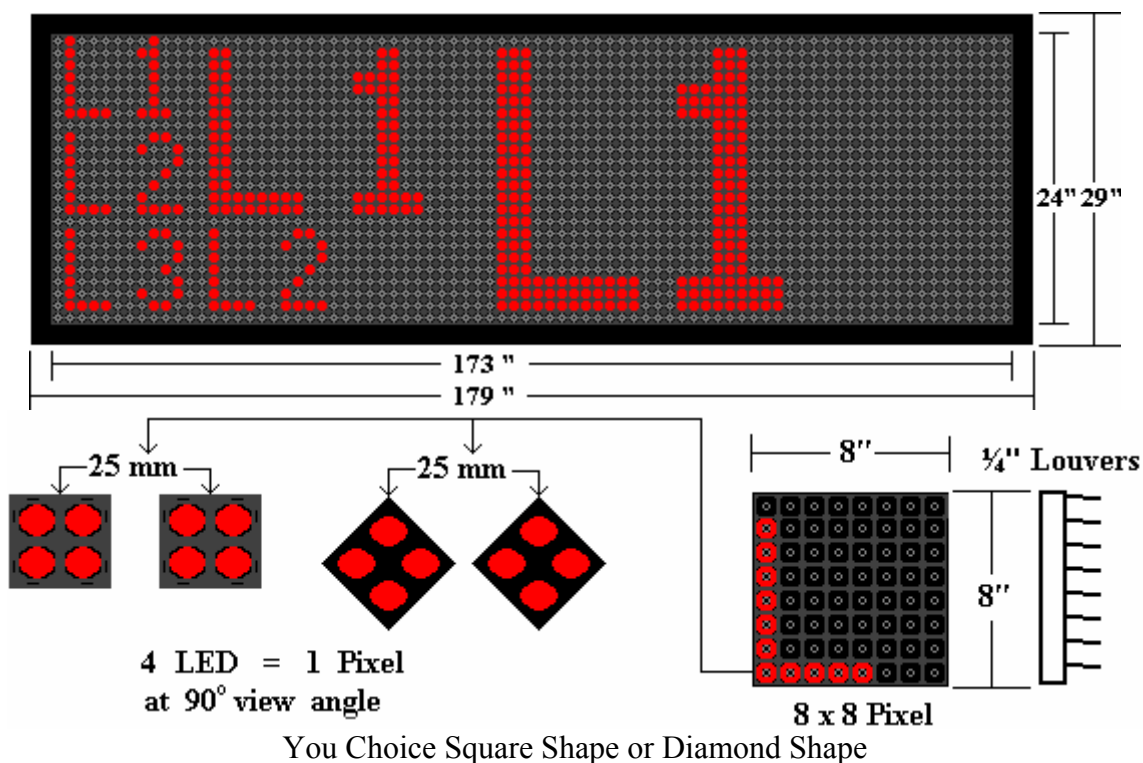 L1 L1 L1
L2
L3 L2
24" 29"
173 "
179 "
25 mm 25 mm 8" ¼" Louvers
8"
4 LED = 1 Pixel
at 90° view angle
8 x 8 Pixel
You Choice Square Shape or Diamond Shape